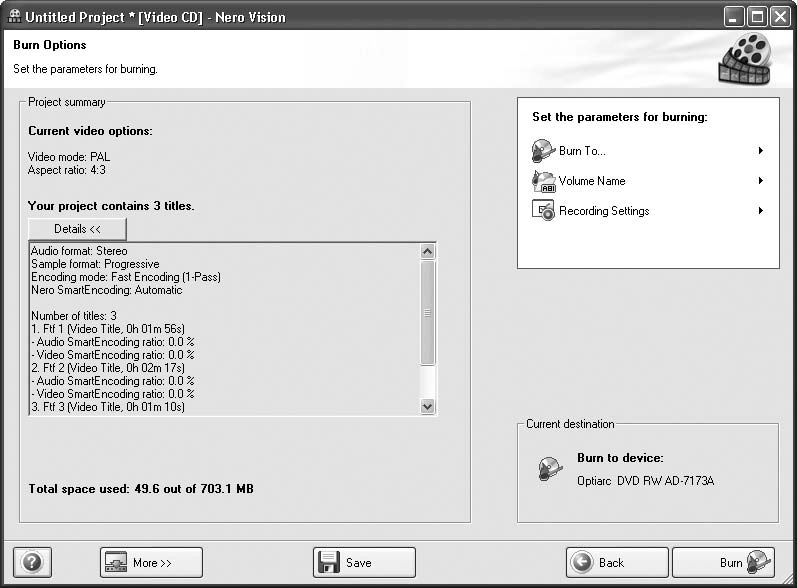 Untitled Project * [Video CD] - Nero Vision
Burn Options
Set the parameters for burning.
Project summary
Current video options:
Video mode: PAL
Aspect ratio: 4:3
Your project contains 3 titles.
Details <<
Audio format: Stereo
Sample format: Progressive
Encoding mode: Fast Encoding (1-Pass)
Nero SmartEncoding: Automatic
Number of titles: 3
1. Ftf 1 (Video Title, 0h 01m 56s)
- Audio SmartEncoding ratio: 0.0 %
- Video SmartEncoding ratio: 0.0 %
2. Ftf 2 (Video Title, 0h 02m 17s)
- Audio SmartEncoding ratio: 0.0 %
- Video SmartEncoding ratio: 0.0 %
3. Ftf 3 (Video Title, 0h 01m 10s)
Total space used: 49.6 out of 703.1 MB
Set the parameters for burning:
Burn To...
ABI
Volume Name
Recording Settings
Current destination
Burn to device:
Optiarc DVD RW AD-7173A
?
More >>
Save
Back
Burn